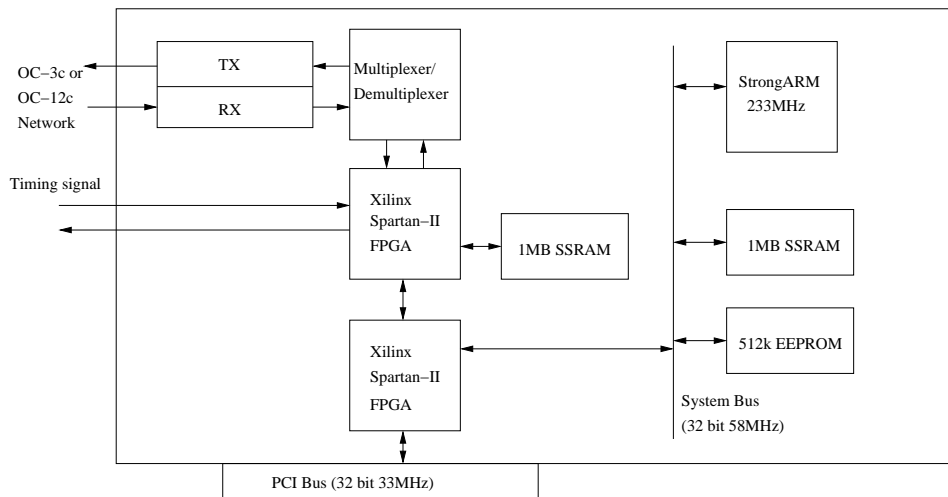 OC−3c or
OC−12c
Network
TX
RX
Multiplexer/
Demultiplexer
StrongARM
233MHz
Timing signal
Xilinx
Spartan−II
FPGA
1MB SSRAM
1MB SSRAM
Xilinx
Spartan−II
FPGA
512k EEPROM
System Bus
(32 bit 58MHz)
PCI Bus (32 bit 33MHz)